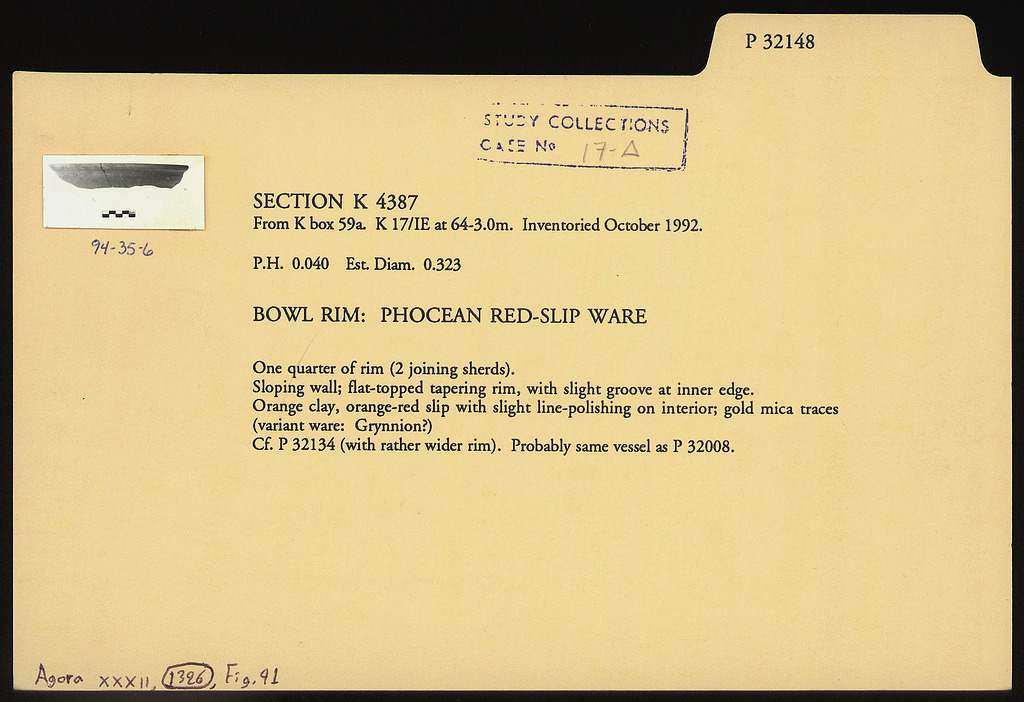 P 32148
STUDY COLLECTIONS
CASE No 17-Δ
SECTION K 4387
From K box 59a. K 17/IE at 64-3.0m. Inventoried October 1992.
94-35-6
P.H. 0.040 Est. Diam. 0.323
BOWL RIM: PHOCEAN RED-SLIP WARE
One quarter of rim (2 joining sherds).
Sloping wall; flat-topped tapering rim, with slight groove at inner edge.
Orange clay, orange-red slip with slight line-polishing on interior; gold mica traces
(variant ware: Grynnion?)
Cf. P 32134 (with rather wider rim). Probably same vessel as P 32008.
Agora XXXII, 1326, Fig. 41